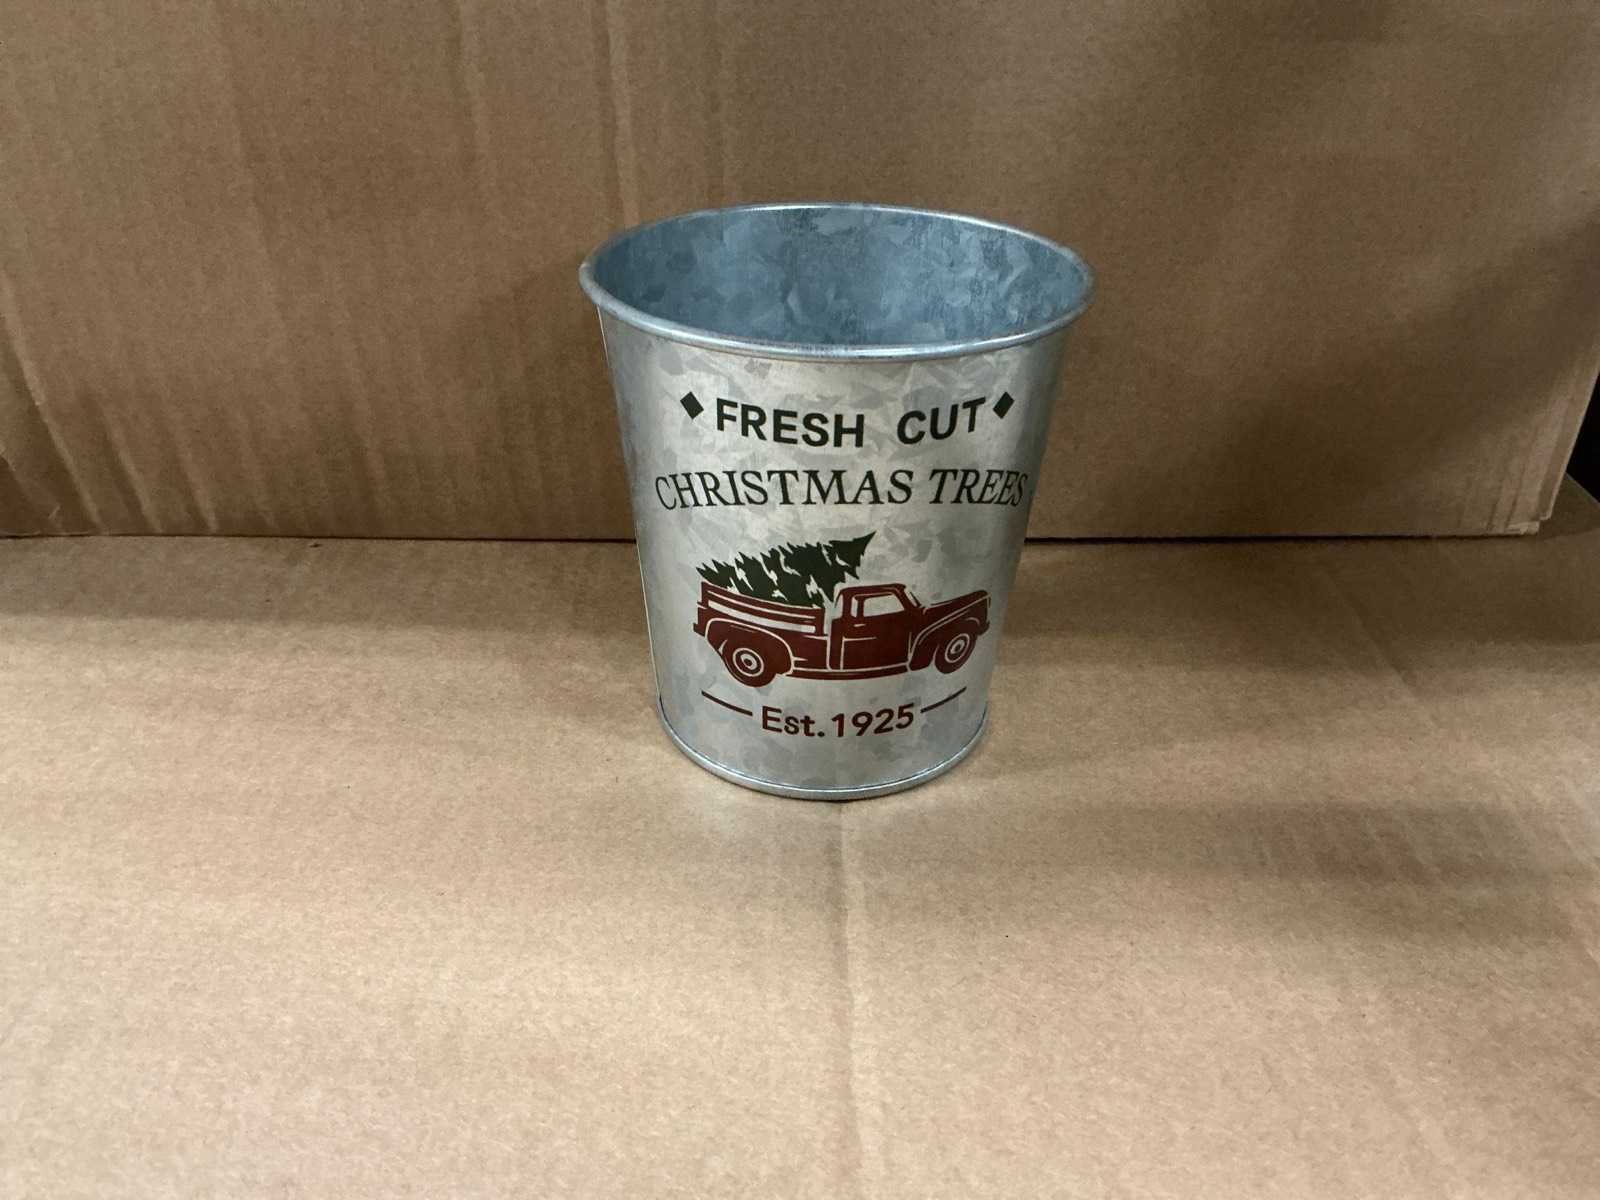 FRESH CUT
CHRISTMAS TREES
Est. 1925